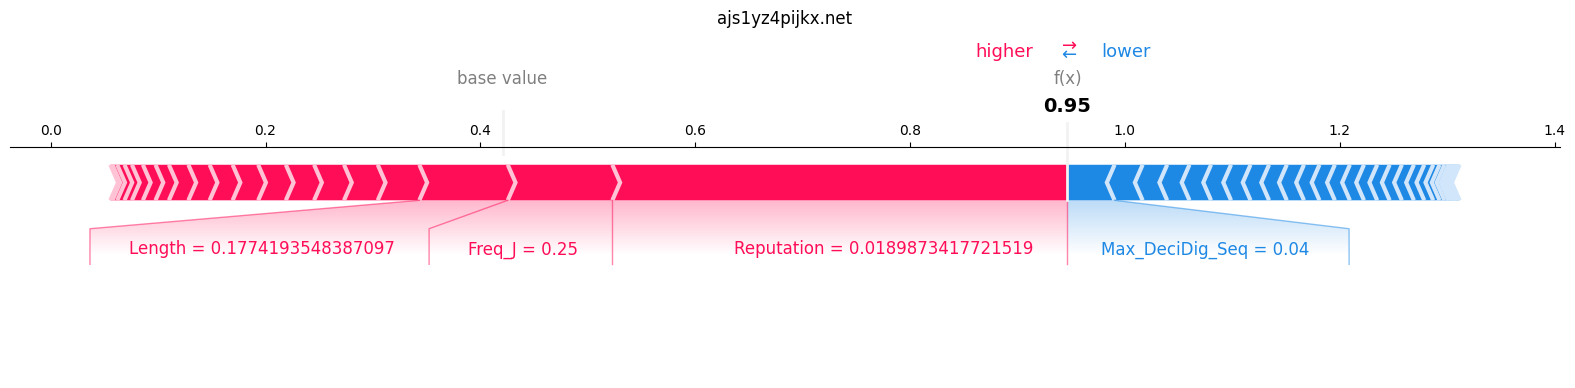 ajs1yz4pijkx.net
higher → ← lower
base value f(x)
0.95
0.0 0.2 0.4 0.6 0.8 1.0 1.2 1.4
Length = 0.1774193548387097 Freq_J = 0.25 Reputation = 0.0189873417721519 Max_DeciDig_Seq = 0.04